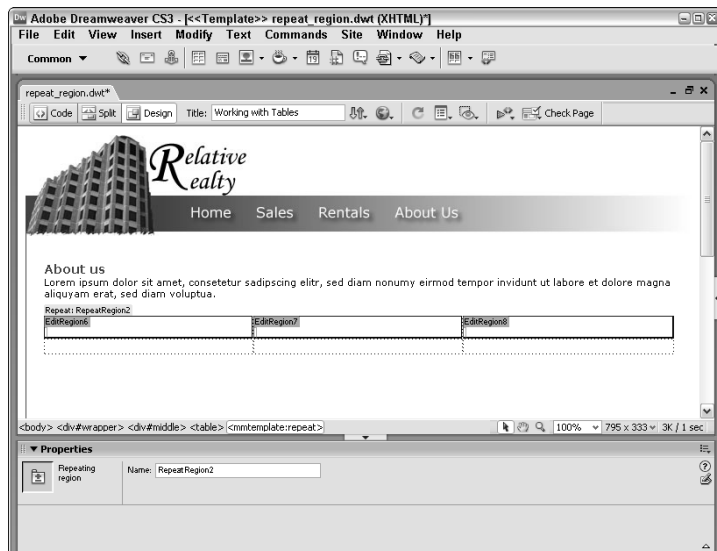 Adobe Dreamweaver CS3 - [<<Template>> repeat_region.dwt (XHTML)*]
File Edit View Insert Modify Text Commands Site Window Help
Common
19
repeat_region.dwt*
Code Split Design Title: Working with Tables Check Page
Relative
Realty
Home Sales Rentals About Us
About us
Lorem ipsum dolor sit amet, consetetur sadipscing elitr, sed diam nonumy eirmod tempor invidunt ut labore et dolore magna
aliquyam erat, sed diam voluptua.
Repeat: RepeatRegion2
EditRegion6 EditRegion7 EditRegion8
<body> <div#wrapper> <div#middle> <table> <mmtemplate:repeat> 100% 795 x 333 3K / 1 sec
Properties
Repeating
region
Name: RepeatRegion2